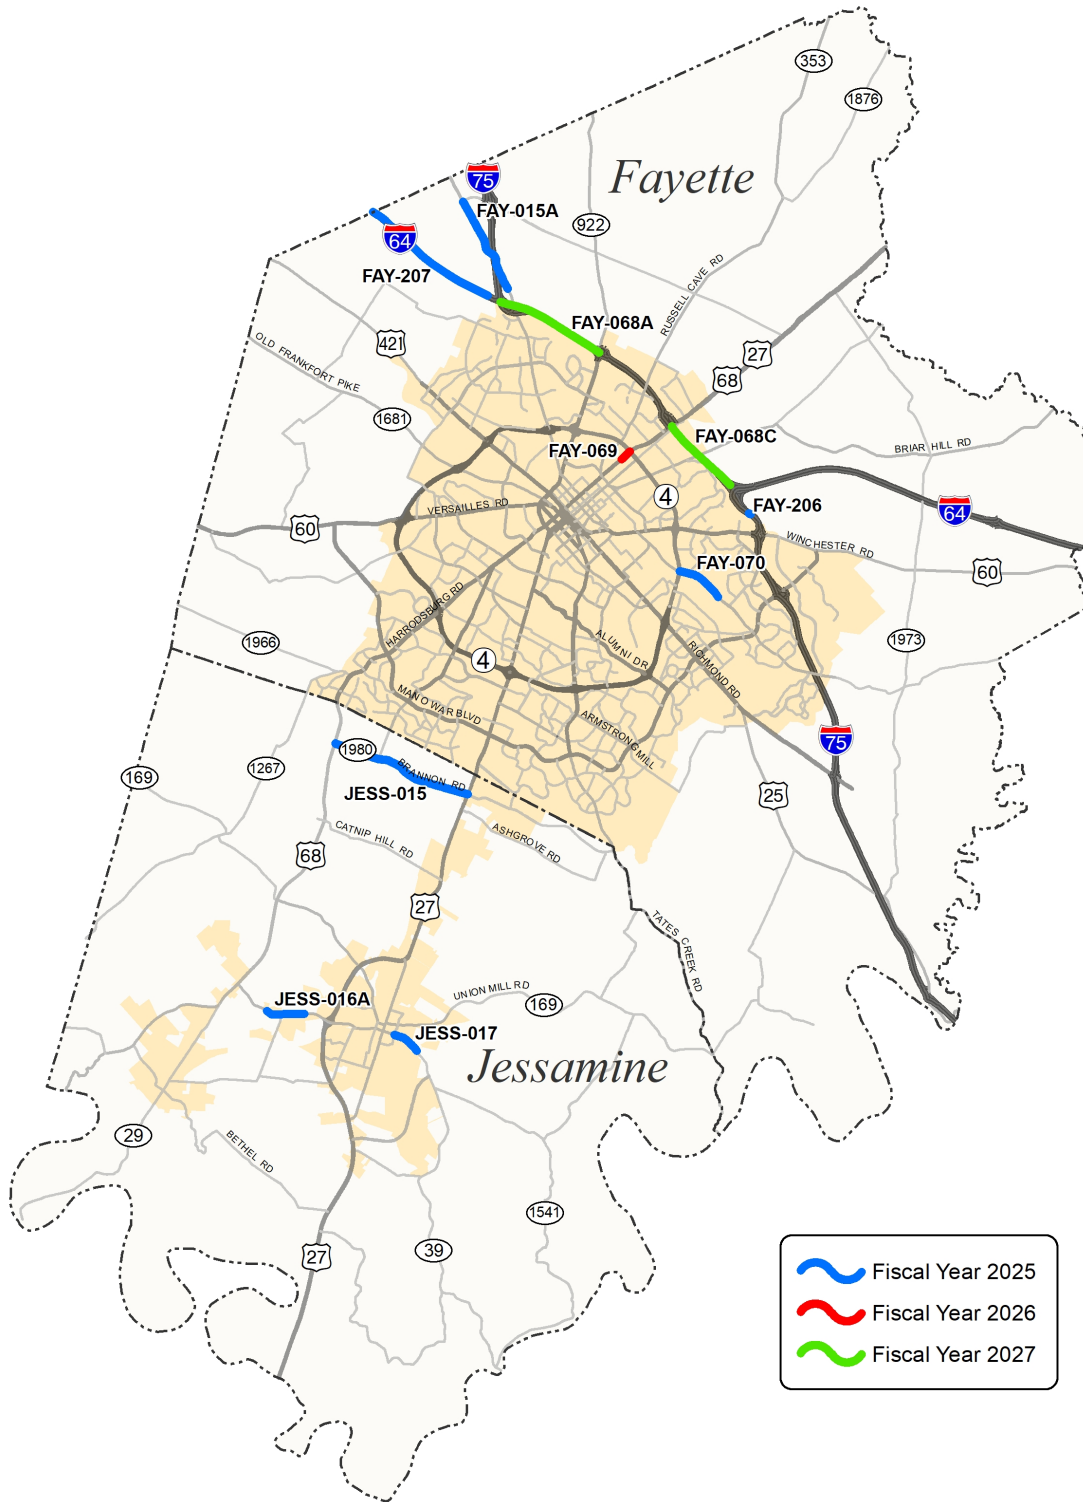 353
1876
75
Fayette
FAY-015A
922
64
FAY-207
RUSSELL CAVE RD
FAY-068A
421
27
OLD FRANKFORT PIKE
68
1681
FAY-068C
FAY-069
BRIAR HILL RD
4
VERSAILLES RD
FAY-206
64
60
WINCHESTER RD
FAY-070
60
HARRODSBURG RD
1966
ALUMNI DR
1973
4
RICHMOND RD
MAN O WAR BLVD
ARMSTRONG MILL
75
1980
169
1267
BRANNON RD
JESS-015
25
CATNIP HILL RD
ASHGROVE RD
68
27
TATES CREEK RD
JESS-016A
UNION MILL RD
169
JESS-017
Jessamine
29
BETHEL RD
1541
39
27
Fiscal Year 2025
Fiscal Year 2026
Fiscal Year 2027